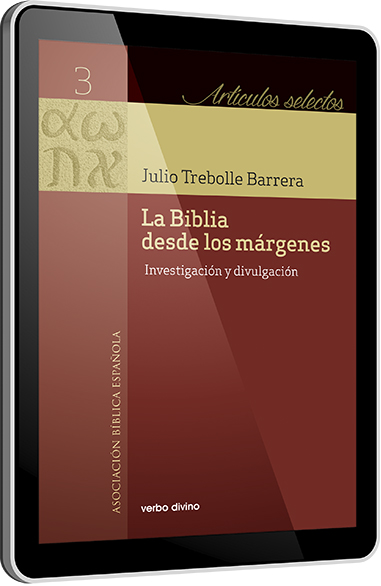 3
Artículos selectos
αω
את
Julio Trebolle Barrera
La Biblia
desde los márgenes
Investigación y divulgación
ASOCIACIÓN BÍBLICA ESPAÑOLA
verbo divino